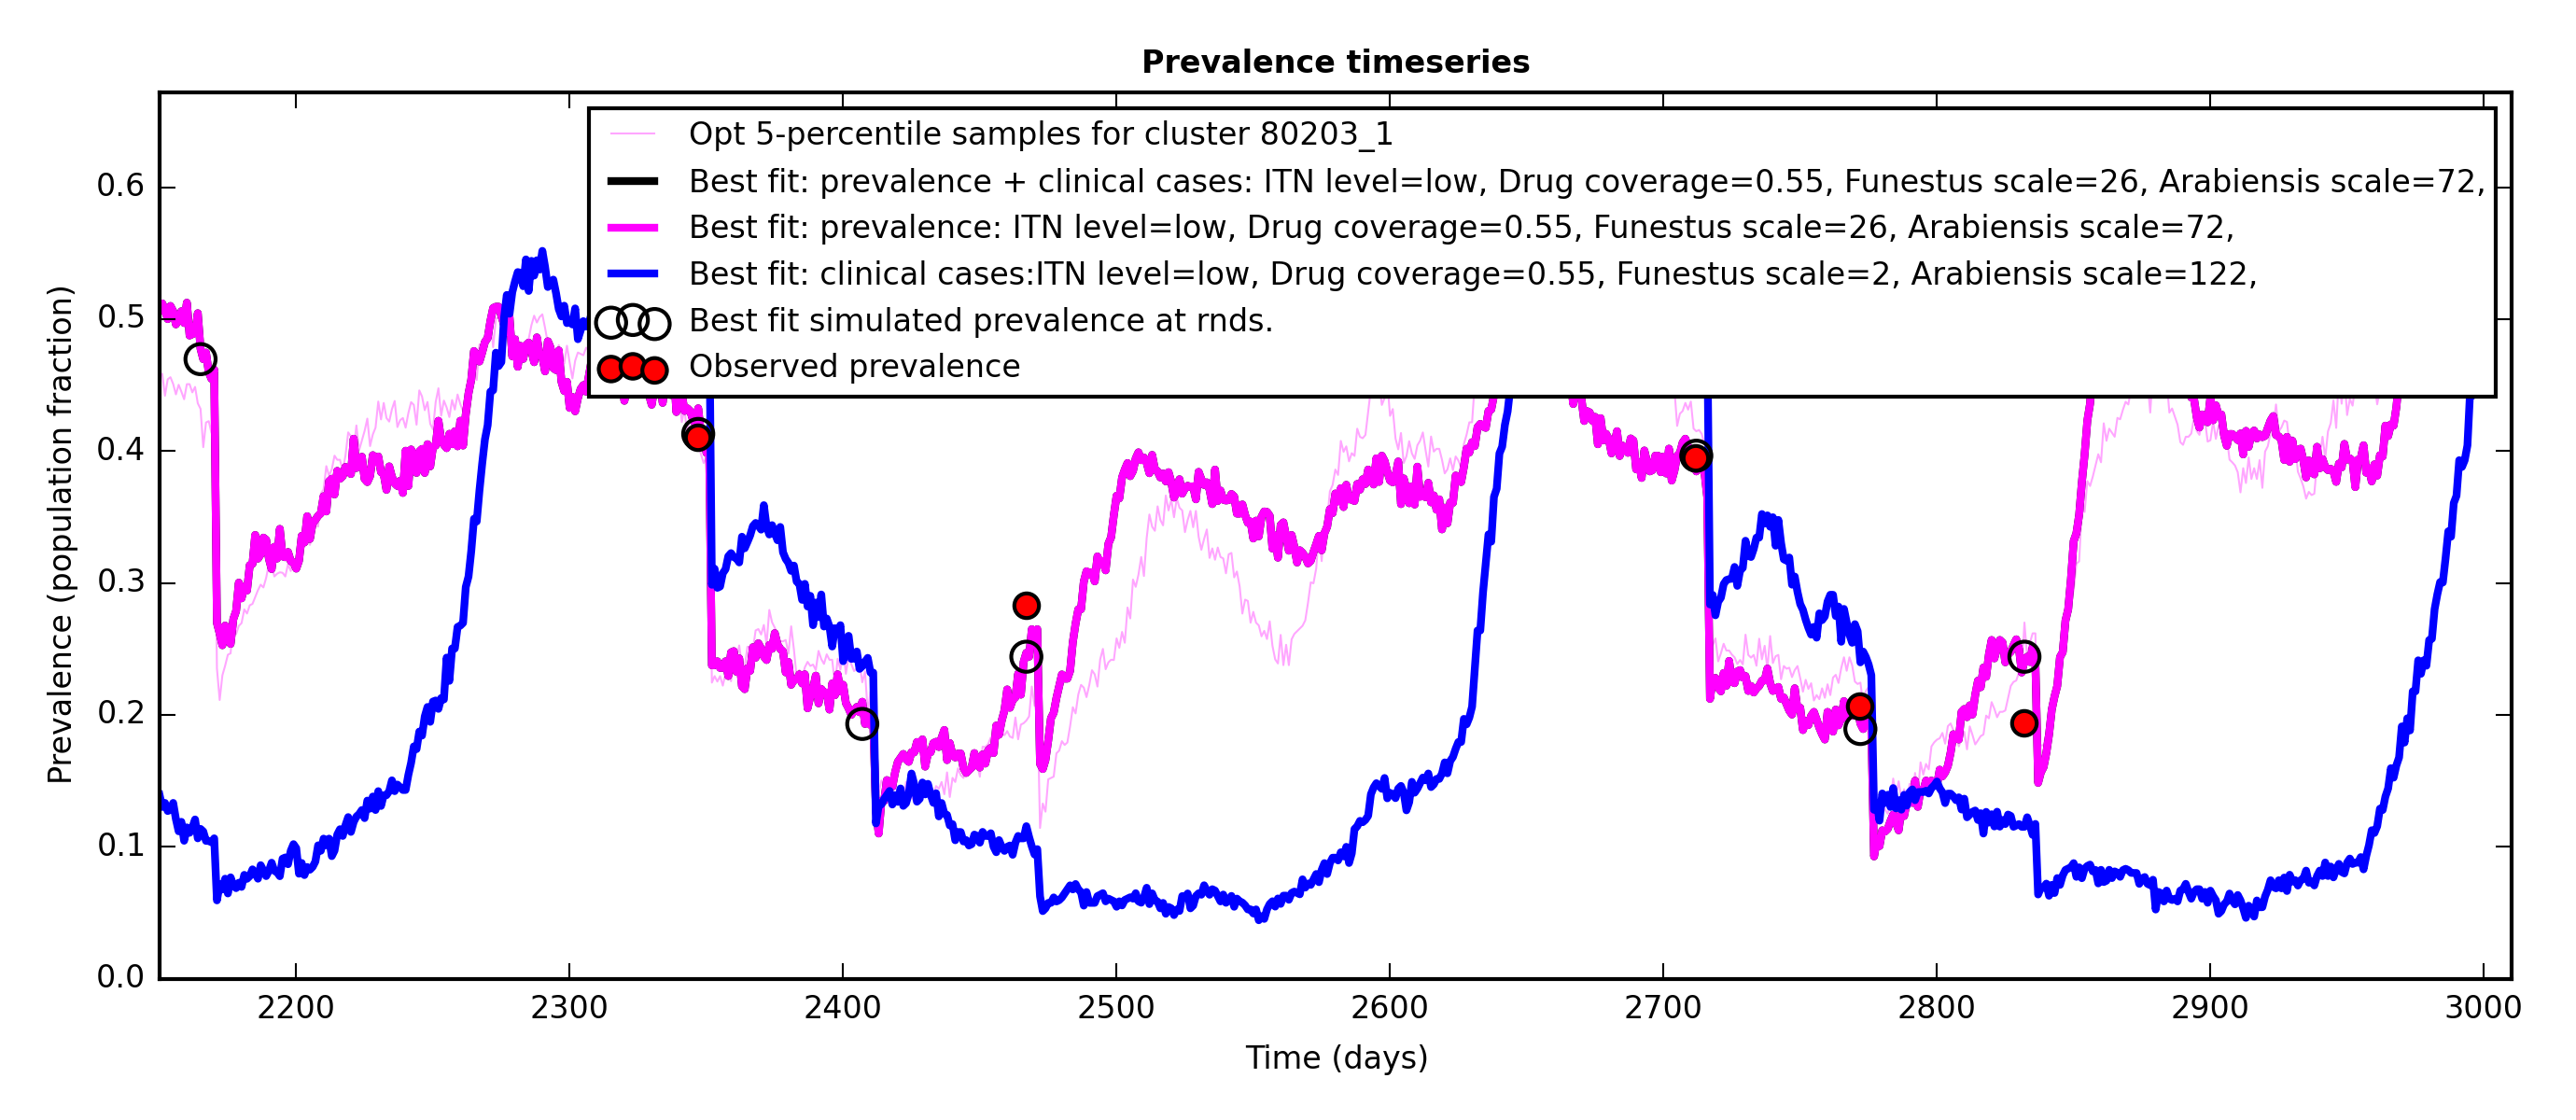 Prevalence timeseries
Opt 5-percentile samples for cluster 80203_1
Best fit: prevalence + clinical cases: ITN level=low, Drug coverage=0.55, Funestus scale=26, Arabiensis scale=72,
Best fit: prevalence: ITN level=low, Drug coverage=0.55, Funestus scale=26, Arabiensis scale=72,
Best fit: clinical cases:ITN level=low, Drug coverage=0.55, Funestus scale=2, Arabiensis scale=122,
Best fit simulated prevalence at rnds.
Observed prevalence
Prevalence (population fraction)
0.6
0.5
0.4
0.3
0.2
0.1
0.0
2200 2300 2400 2500 2600 2700 2800 2900 3000
Time (days)